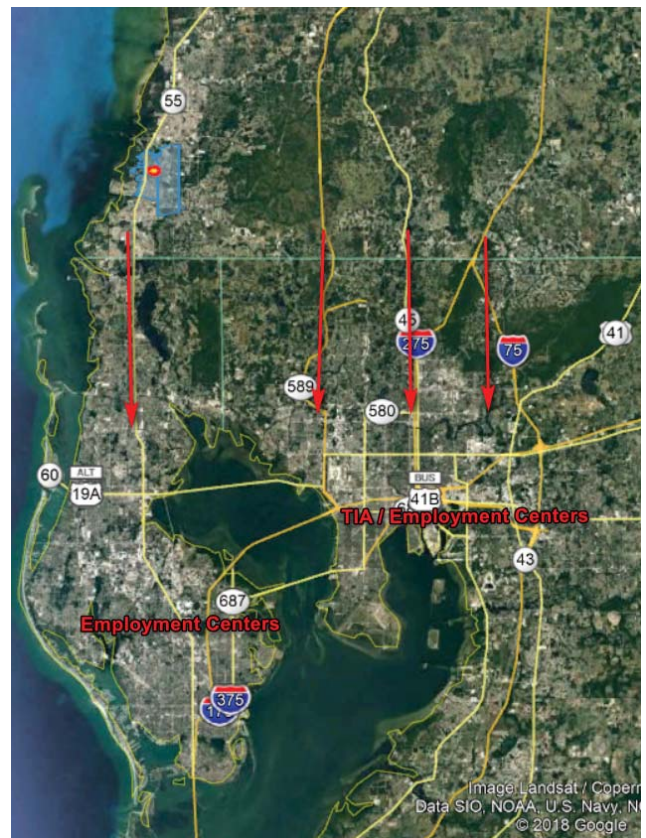 55
45
275
75
41
589
580
60
ALT
19A
BUS
41B
TIA / Employment Centers
43
687
Employment Centers
375
Image Landsat / Copern
Data SIO, NOAA, U.S. Navy, N
© 2018 Google